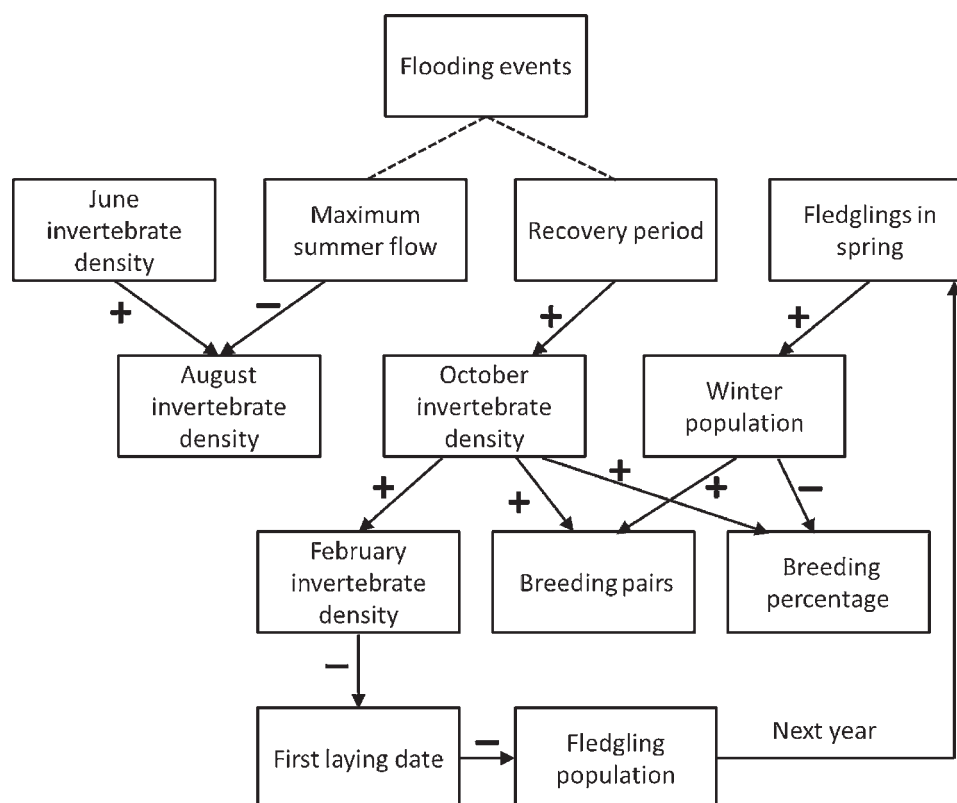 Flooding events
June
invertebrate
density
Maximum
summer flow
Recovery period
Fledglings in
spring
+
−
+
+
August
invertebrate
density
October
invertebrate
density
Winter
population
+
+
+
+
−
February
invertebrate
density
Breeding pairs
Breeding
percentage
−
First laying date
−
Fledgling
population
Next year